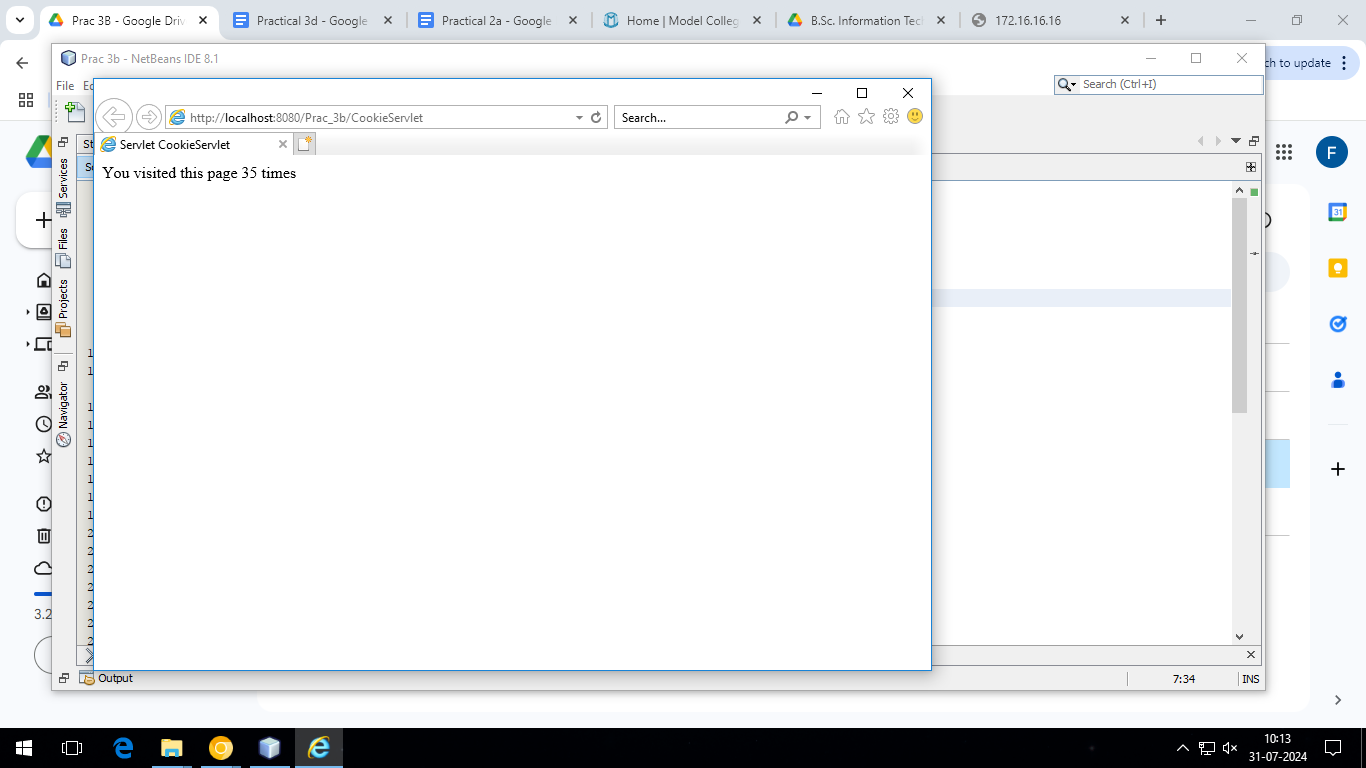 Prac 3B - Google Driv
Practical 3d - Google
Practical 2a - Google
Home | Model Colleg
B.Sc. Information Tech
172.16.16.16
Prac 3b - NetBeans IDE 8.1
ch to update
File
Search (Ctrl+I)
http://localhost:8080/Prac_3b/CookieServlet
Search...
Servlet CookieServlet
You visited this page 35 times
Services
Files
Projects
Navigator
F
31
3.2
Output
7:34
INS
10:13
31-07-2024